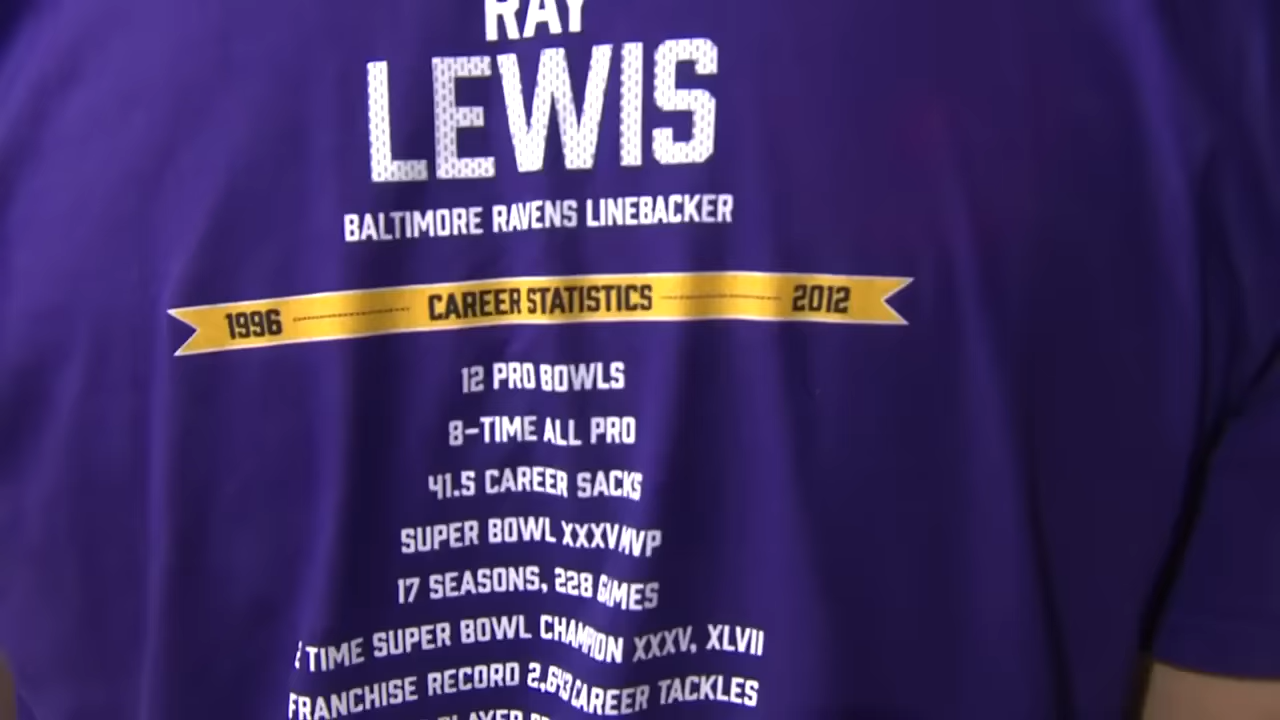 RAY
LEWIS
BALTIMORE RAVENS LINEBACKER
1996 CAREER STATISTICS 2012
12 PRO BOWLS
8-TIME ALL PRO
41.5 CAREER SACKS
SUPER BOWL XXXV MVP
17 SEASONS, 228 GAMES
2 TIME SUPER BOWL CHAMPION XXXV, XLVII
FRANCHISE RECORD 2,643 CAREER TACKLES
PLAYER